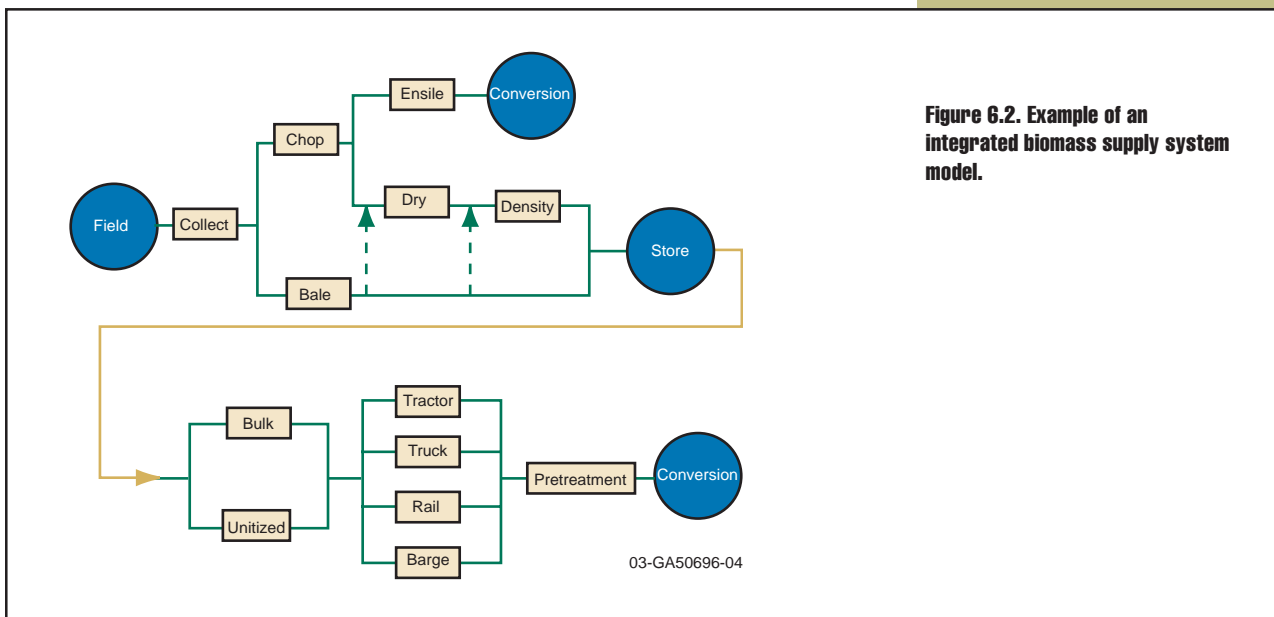 Field
Collect
Chop
Bale
Ensile
Conversion
Dry
Density
Store
Bulk
Unitized
Tractor
Truck
Rail
Barge
Pretreatment
Conversion
03-GA50696-04
Figure 6.2. Example of an
integrated biomass supply system
model.